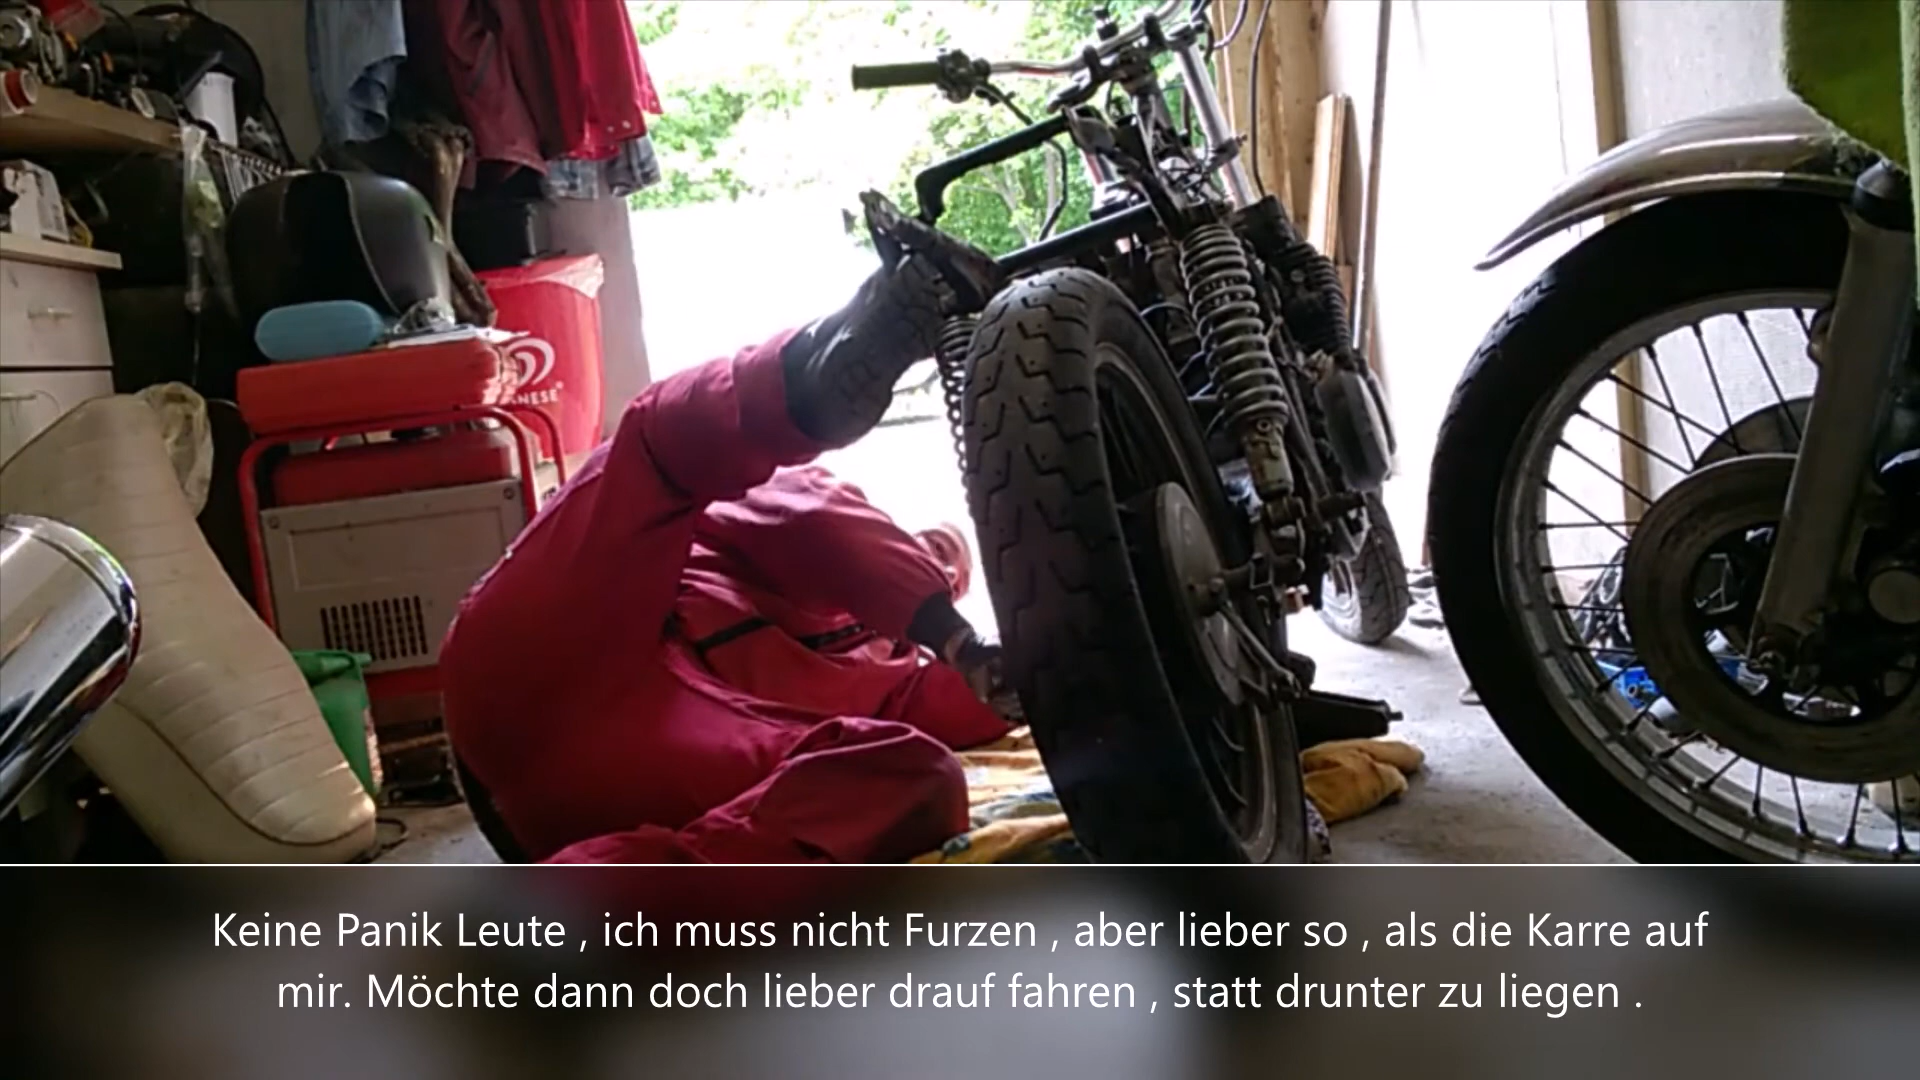 ANESE
Keine Panik Leute , ich muss nicht Furzen , aber lieber so , als die Karre auf
mir. Möchte dann doch lieber drauf fahren , statt drunter zu liegen .